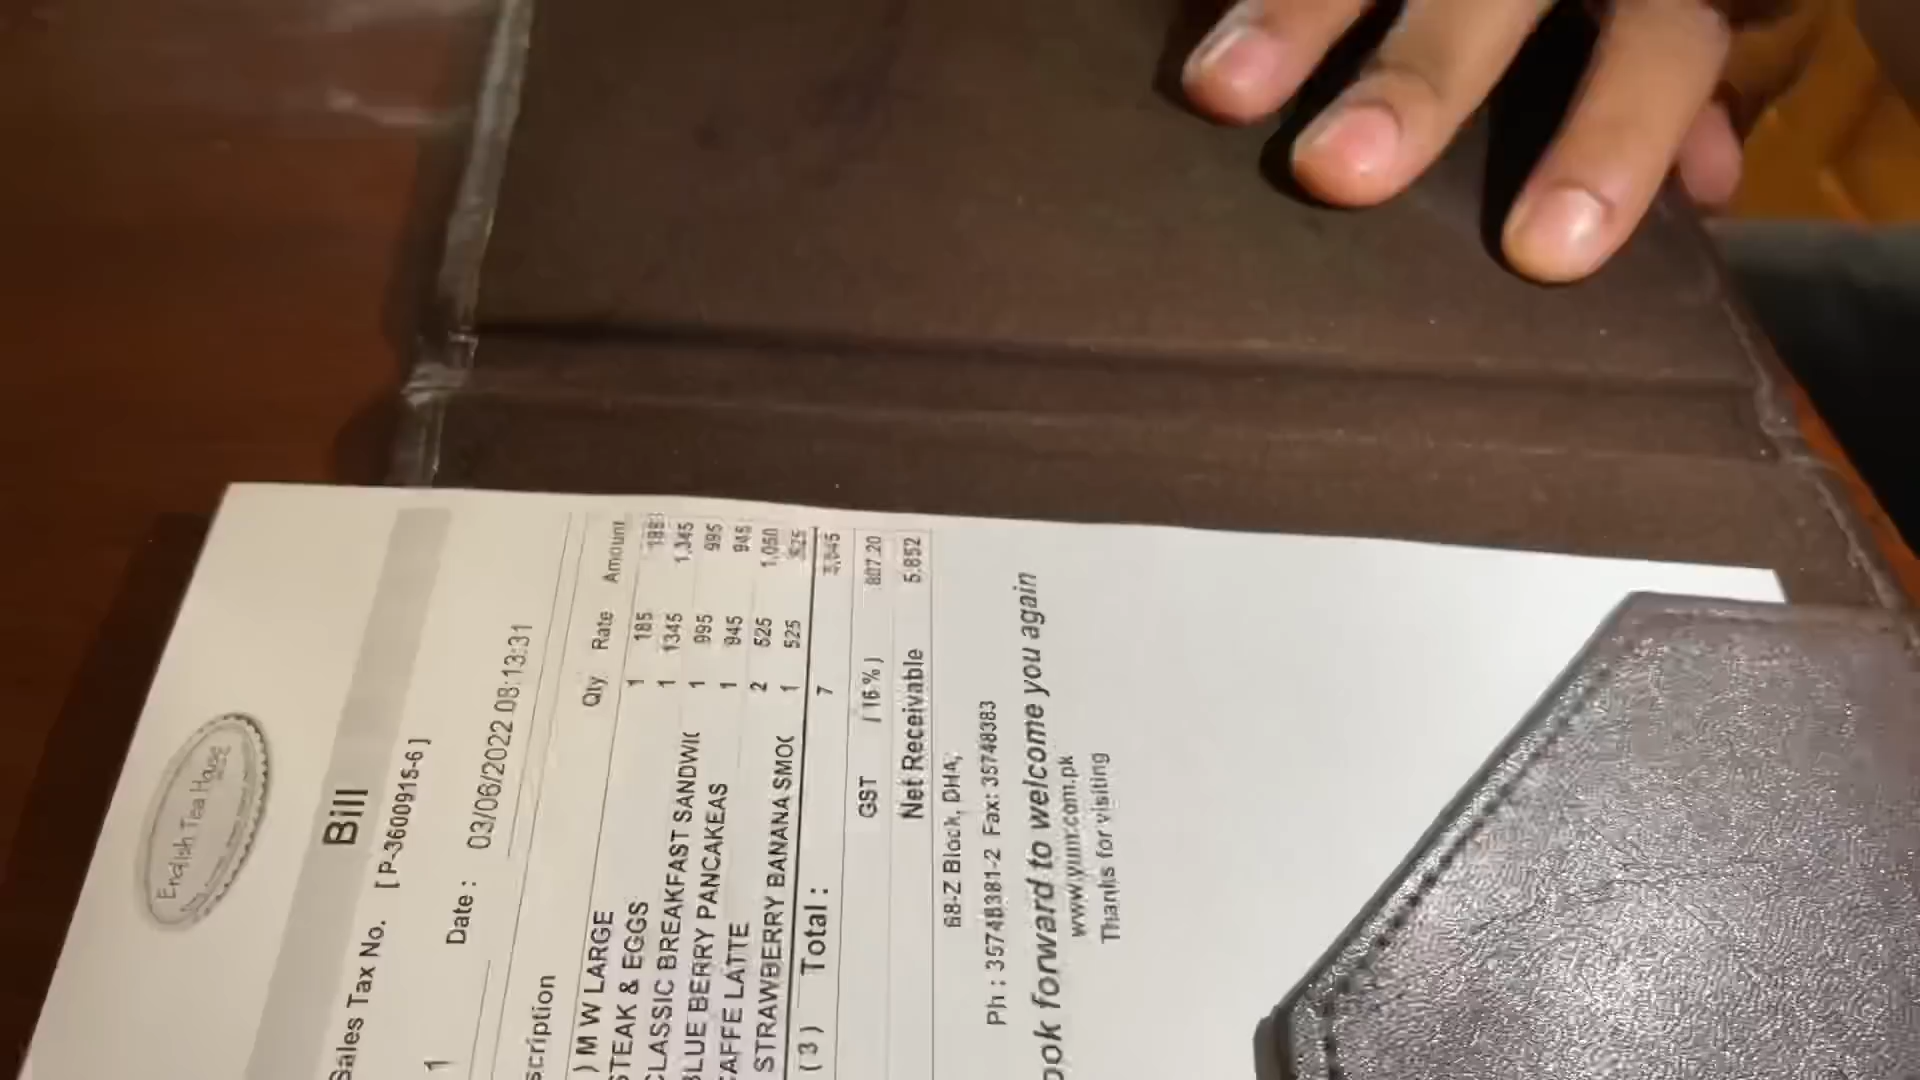 English Tea House
Bill
Sales Tax No. [ P-3600915-6 ]
1 Date : 03/06/2022 08:13:31
scription Qty Rate Amount
) M W LARGE 1 185 185
STEAK & EGGS 1 1345 1,345
CLASSIC BREAKFAST SANDWI( 1 995 995
BLUE BERRY PANCAKEAS 1 945 945
CAFFE LATTE 2 525 1,050
STRAWBERRY BANANA SMO( 1 525 525
( 3 ) Total : 7
GST ( 16 % ) 807.20
Net Receivable 5,852
68-Z Block, DHA,
Ph : 35748381-2 Fax: 35748383
ook forward to welcome you again
www.yum.com.pk
Thanks for visiting